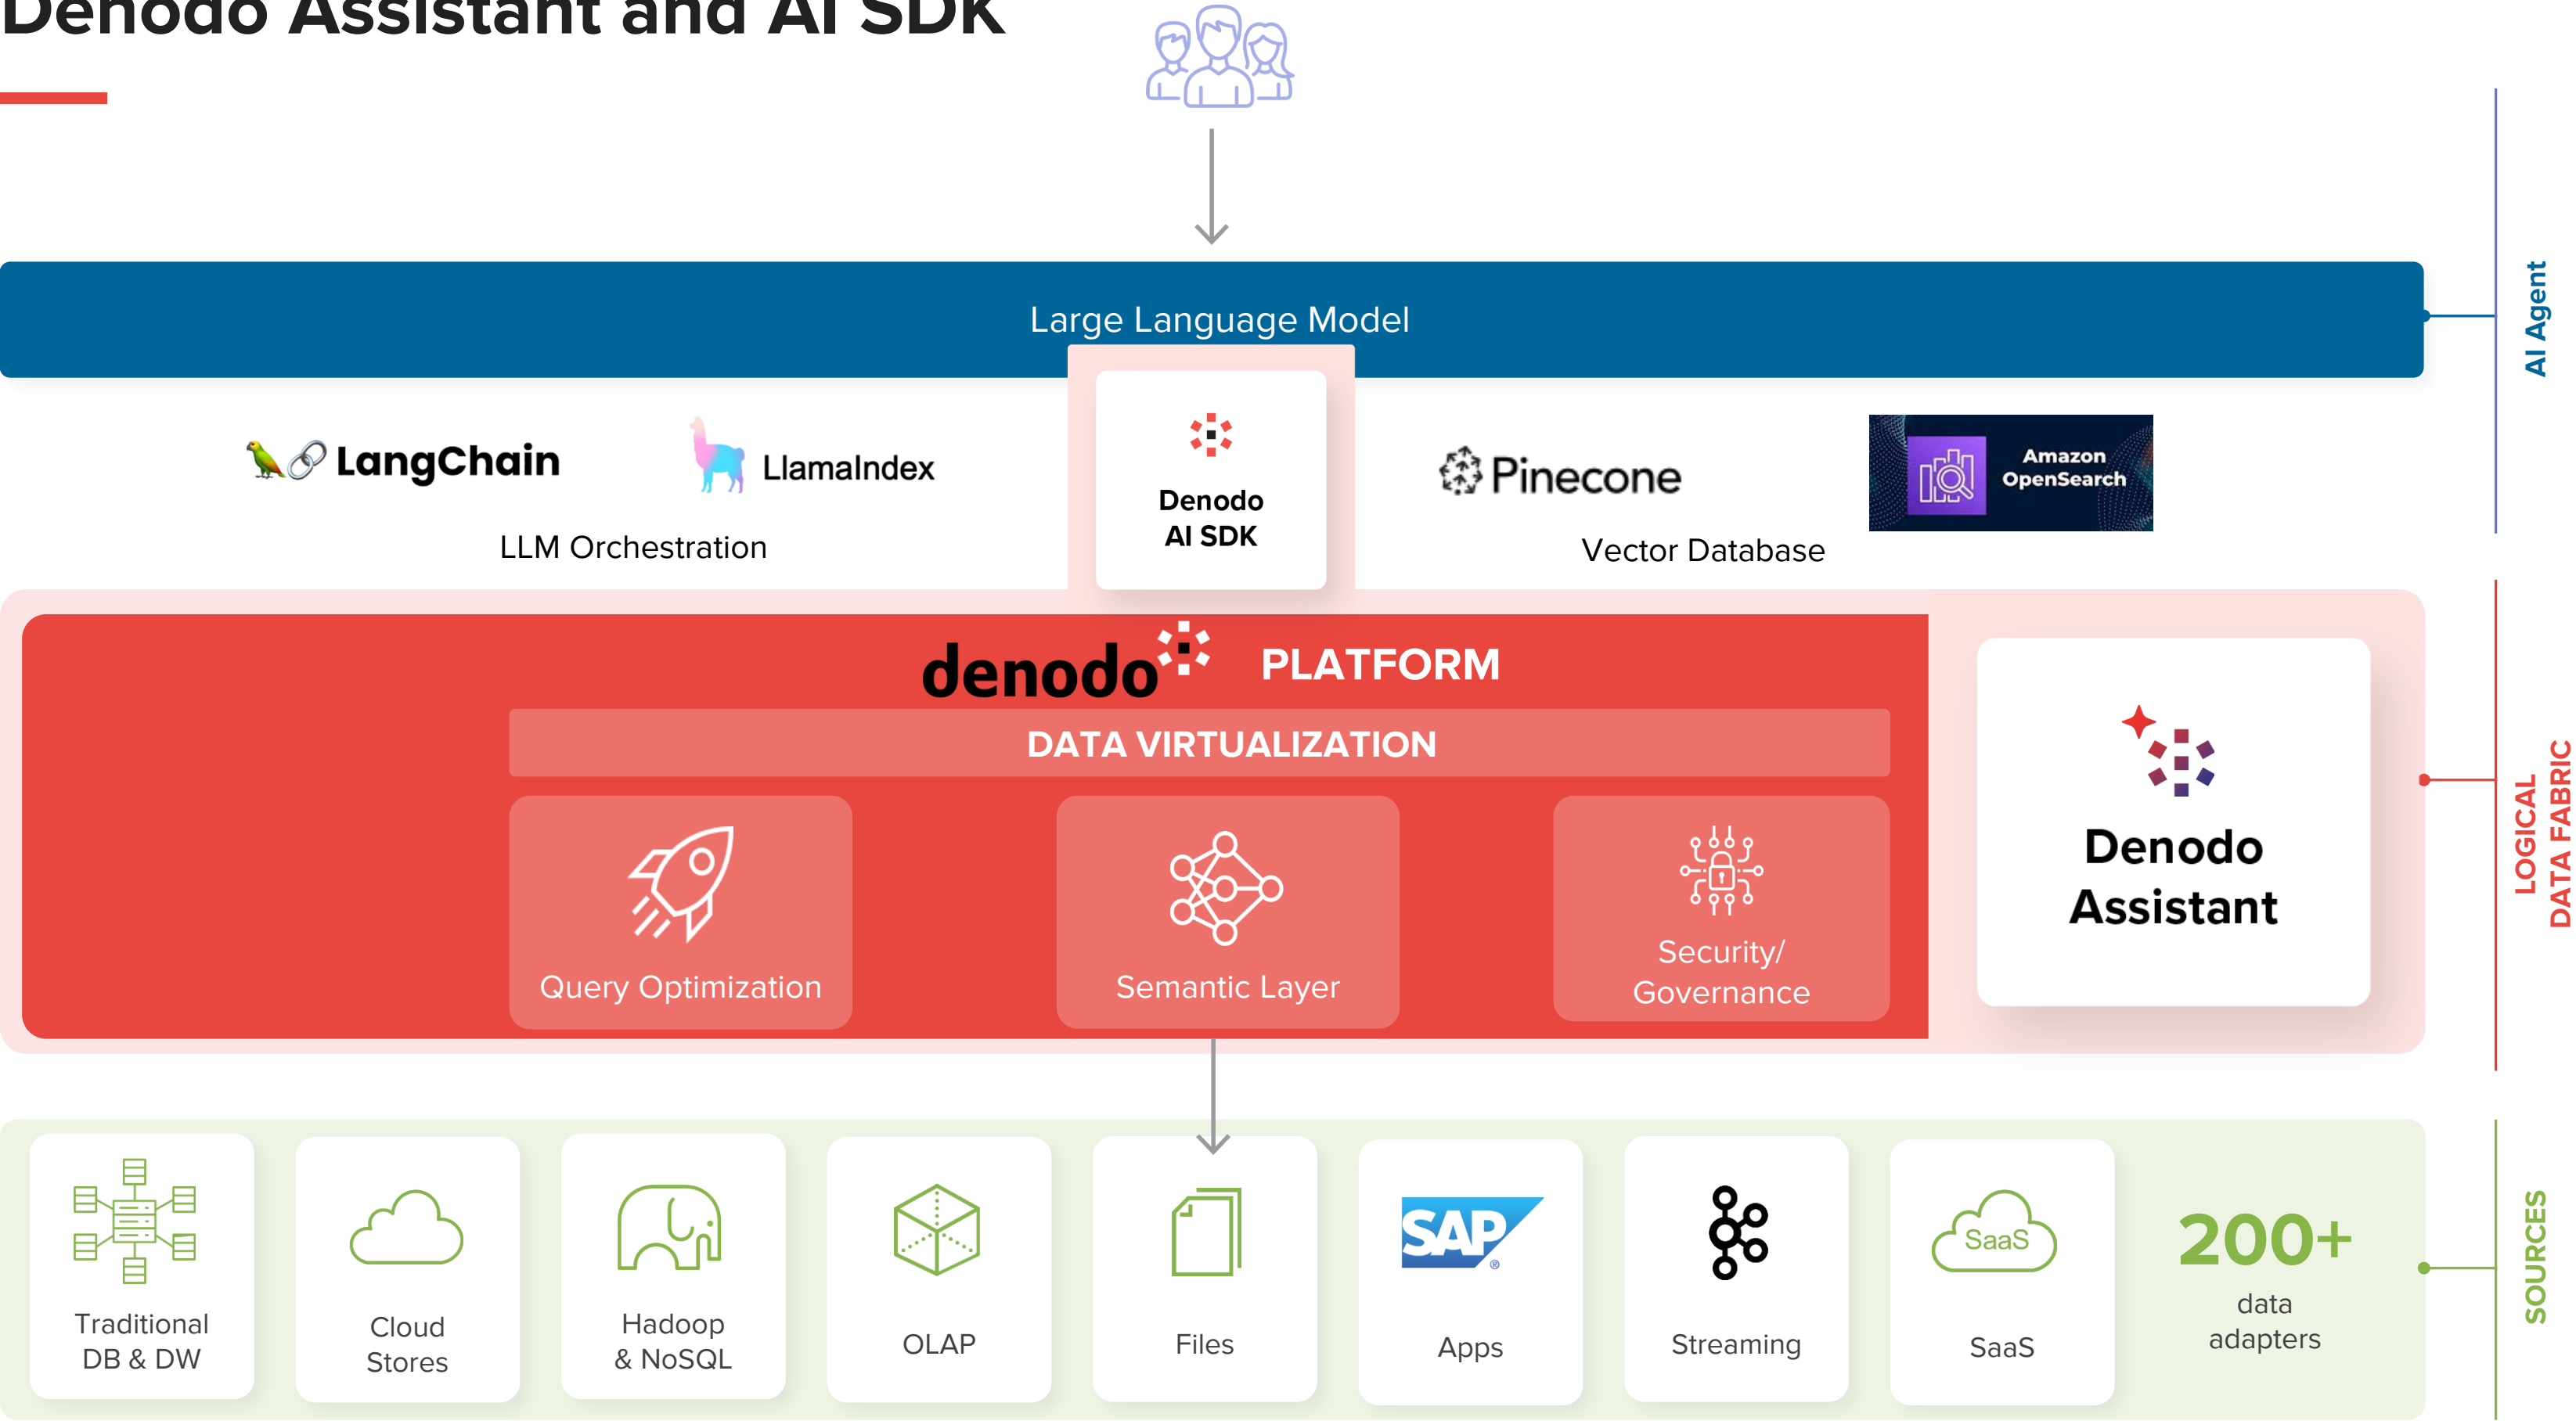 Denodo Assistant and AI SDK
Large Language Model
AI Agent
LangChain
LlamaIndex
LLM Orchestration
Denodo
AI SDK
Pinecone
Amazon
OpenSearch
Vector Database
denodo PLATFORM
DATA VIRTUALIZATION
Query Optimization
Semantic Layer
Security/
Governance
Denodo
Assistant
LOGICAL
DATA FABRIC
Traditional
DB & DW
Cloud
Stores
Hadoop
& NoSQL
OLAP
Files
SAP®
Apps
Streaming
SaaS
SaaS
200+
data
adapters
SOURCES